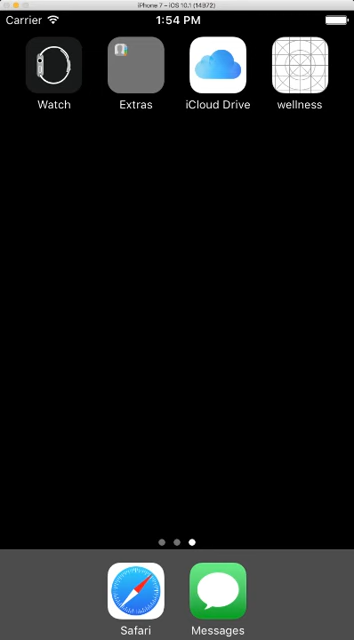 iPhone 7 – iOS 10.1 (14B72)
Carrier 1:54 PM
Watch Extras iCloud Drive wellness
Safari Messages